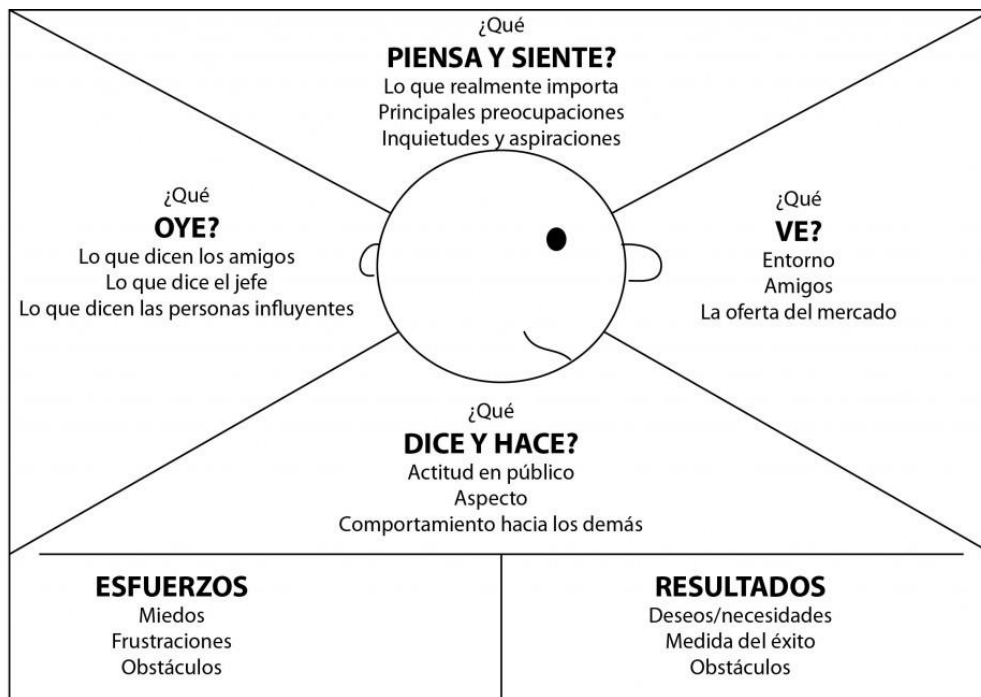 ¿Qué
PIENSA Y SIENTE?
Lo que realmente importa
Principales preocupaciones
Inquietudes y aspiraciones
¿Qué
OYE?
Lo que dicen los amigos
Lo que dice el jefe
Lo que dicen las personas influyentes
¿Qué
VE?
Entorno
Amigos
La oferta del mercado
¿Qué
DICE Y HACE?
Actitud en público
Aspecto
Comportamiento hacia los demás
ESFUERZOS
Miedos
Frustraciones
Obstáculos
RESULTADOS
Deseos/necesidades
Medida del éxito
Obstáculos